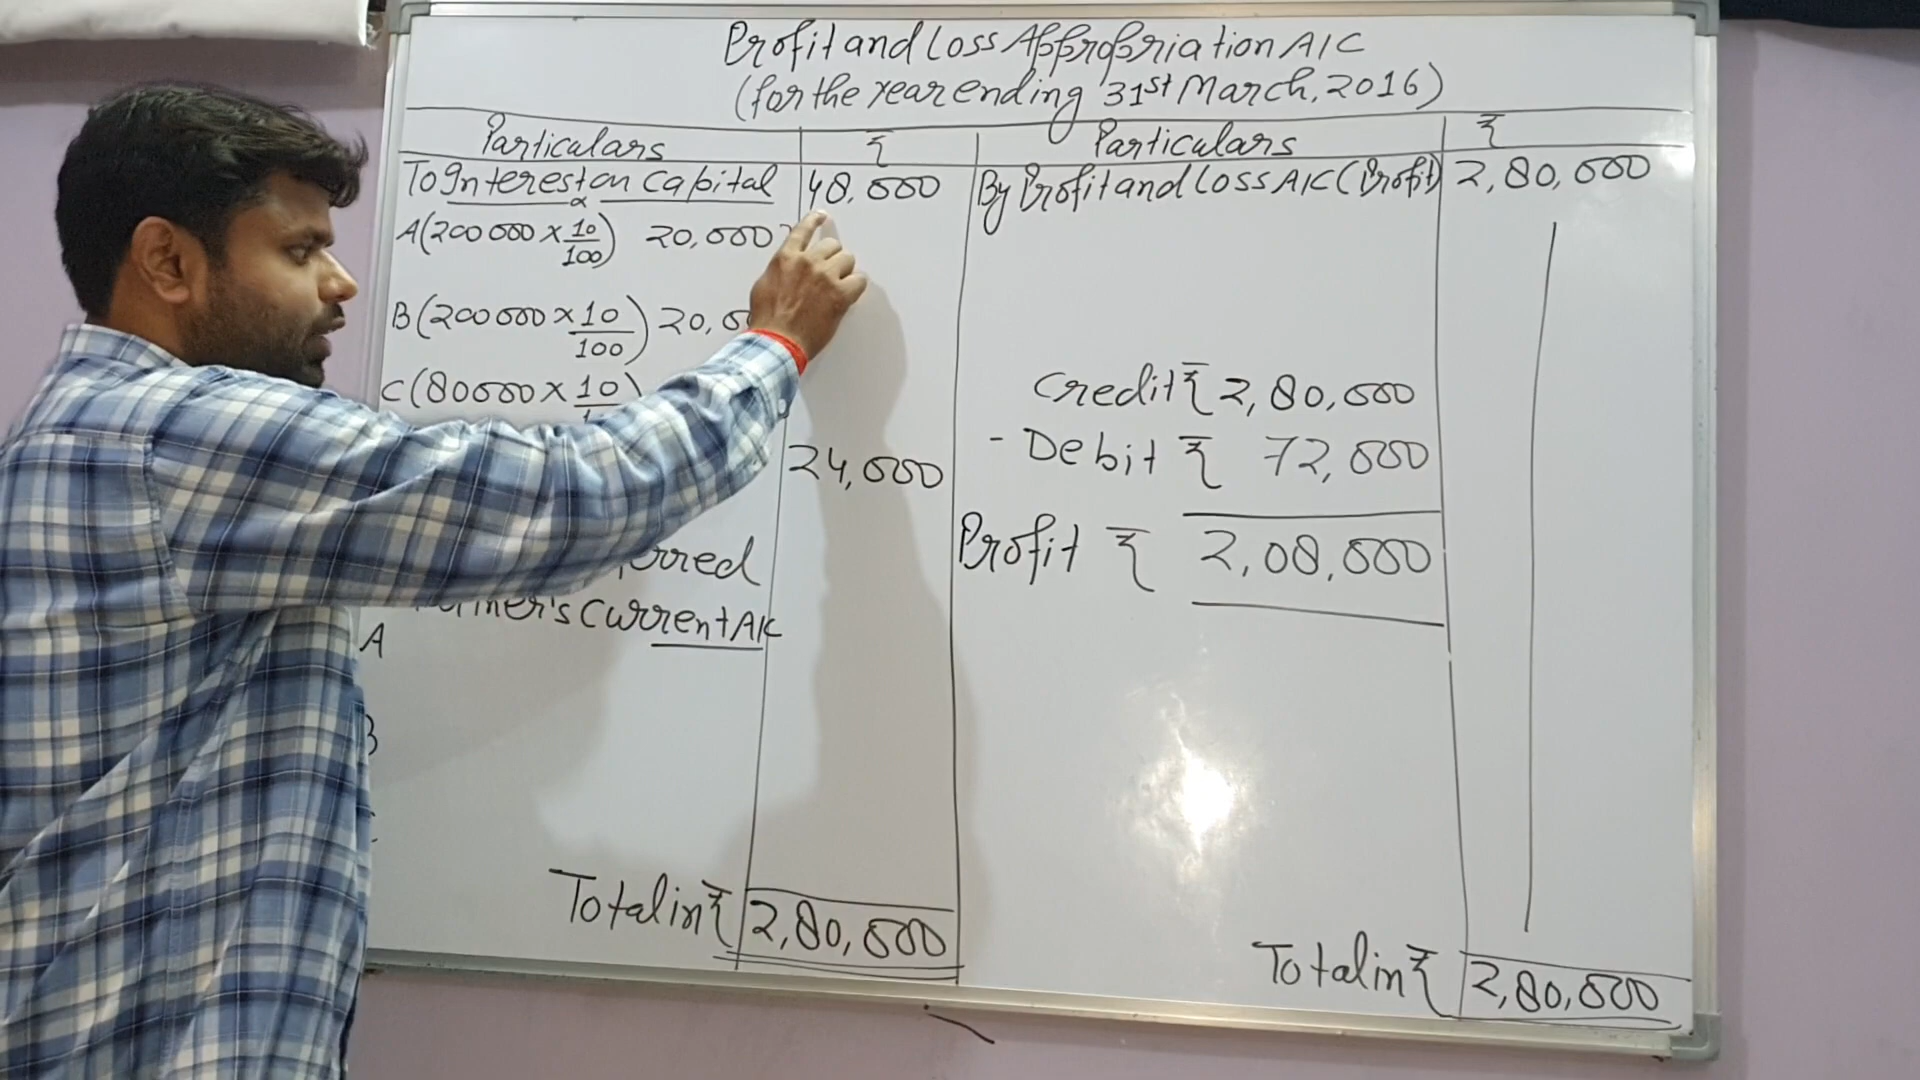 Profit and Loss Appropriation A/C
(for the Year ending 31st March, 2016)
Particulars ₹ Particulars ₹
To Interest on Capital 48,000 By Profit and Loss A/C (Profit) 2,80,000
A (200000 × 10/100) 20,000
B (200000 × 10/100) 20,0
C (80000 × 10/
Credit ₹ 2,80,000
24,000 - Debit ₹ 72,000
Profit ₹ 2,08,000
rred
Partner's Current A/C
A
B
Total in ₹ 2,80,000
Total in ₹ 2,80,000